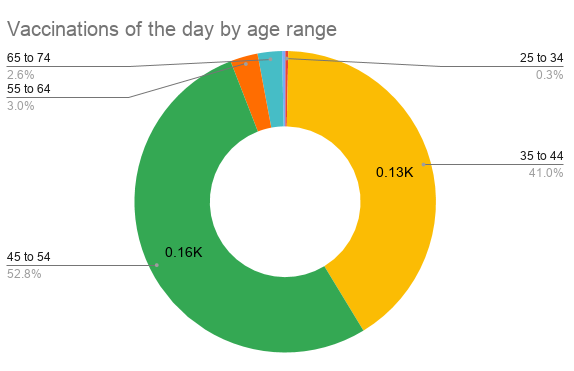 Vaccinations of the day by age range
65 to 74
2.6%
55 to 64
3.0%
45 to 54
52.8%
25 to 34
0.3%
35 to 44
41.0%
0.13K
0.16K